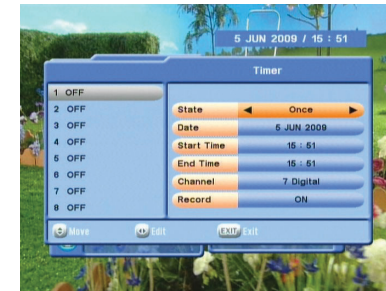 5 JUN 2009 / 15 : 51
Timer
1 OFF
2 OFF
3 OFF
4 OFF
5 OFF
6 OFF
7 OFF
8 OFF
State Once
Date 5 JUN 2009
Start Time 15 : 51
End Time 15 : 51
Channel 7 Digital
Record ON
Move Edit EXIT Exit